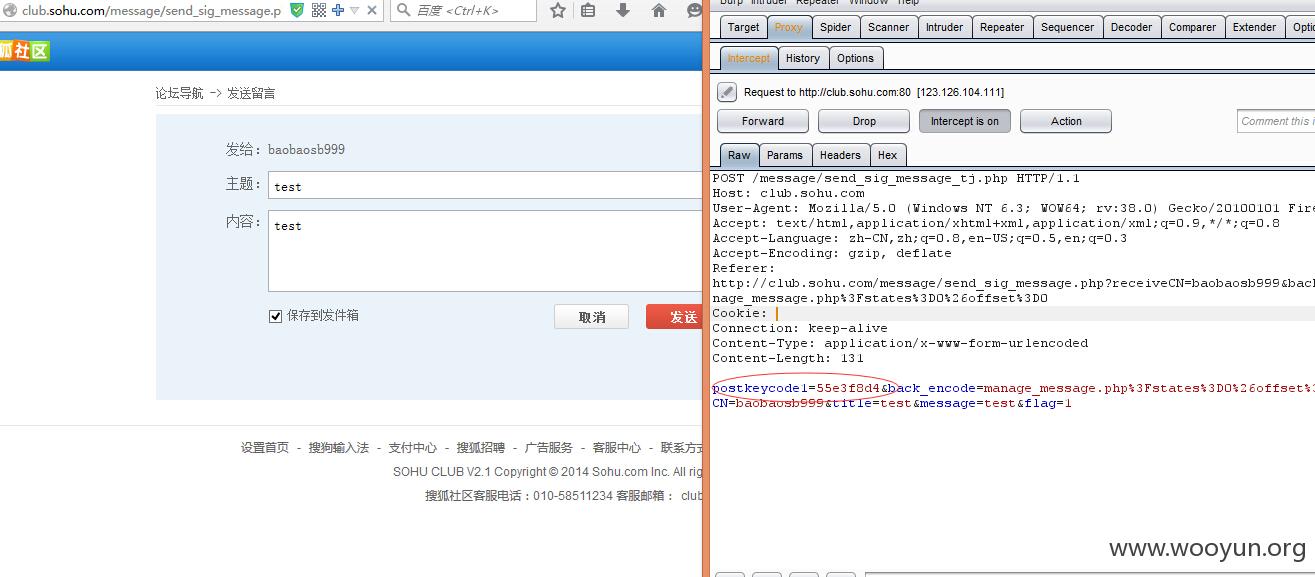 club.sohu.com/message/send_sig_message.p
百度 <Ctrl+K>
狐社区
论坛导航 -> 发送留言
发给： baobaosb999
主题： test
内容： test
保存到发件箱
取消
发送
设置首页 - 搜狗输入法 - 支付中心 - 搜狐招聘 - 广告服务 - 客服中心 - 联系方式
SOHU CLUB V2.1 Copyright © 2014 Sohu.com Inc. All rig
搜狐社区客服电话：010-58511234 客服邮箱： club
Burp Intruder Repeater Window Help
Target Proxy Spider Scanner Intruder Repeater Sequencer Decoder Comparer Extender Optio
Intercept History Options
Request to http://club.sohu.com:80 [123.126.104.111]
Forward Drop Intercept is on Action Comment this i
Raw Params Headers Hex
POST /message/send_sig_message_tj.php HTTP/1.1
Host: club.sohu.com
User-Agent: Mozilla/5.0 (Windows NT 6.3; WOW64; rv:38.0) Gecko/20100101 Fire
Accept: text/html,application/xhtml+xml,application/xml;q=0.9,*/*;q=0.8
Accept-Language: zh-CN,zh;q=0.8,en-US;q=0.5,en;q=0.3
Accept-Encoding: gzip, deflate
Referer:
http://club.sohu.com/message/send_sig_message.php?receiveCN=baobaosb999&back
nage_message.php%3Fstates%3D0%26offset%3D0
Cookie:
Connection: keep-alive
Content-Type: application/x-www-form-urlencoded
Content-Length: 131
postkeycode1=55e3f8d4&back_encode=manage_message.php%3Fstates%3D0%26offset%3
CN=baobaosb999&title=test&message=test&flag=1
www.wooyun.org